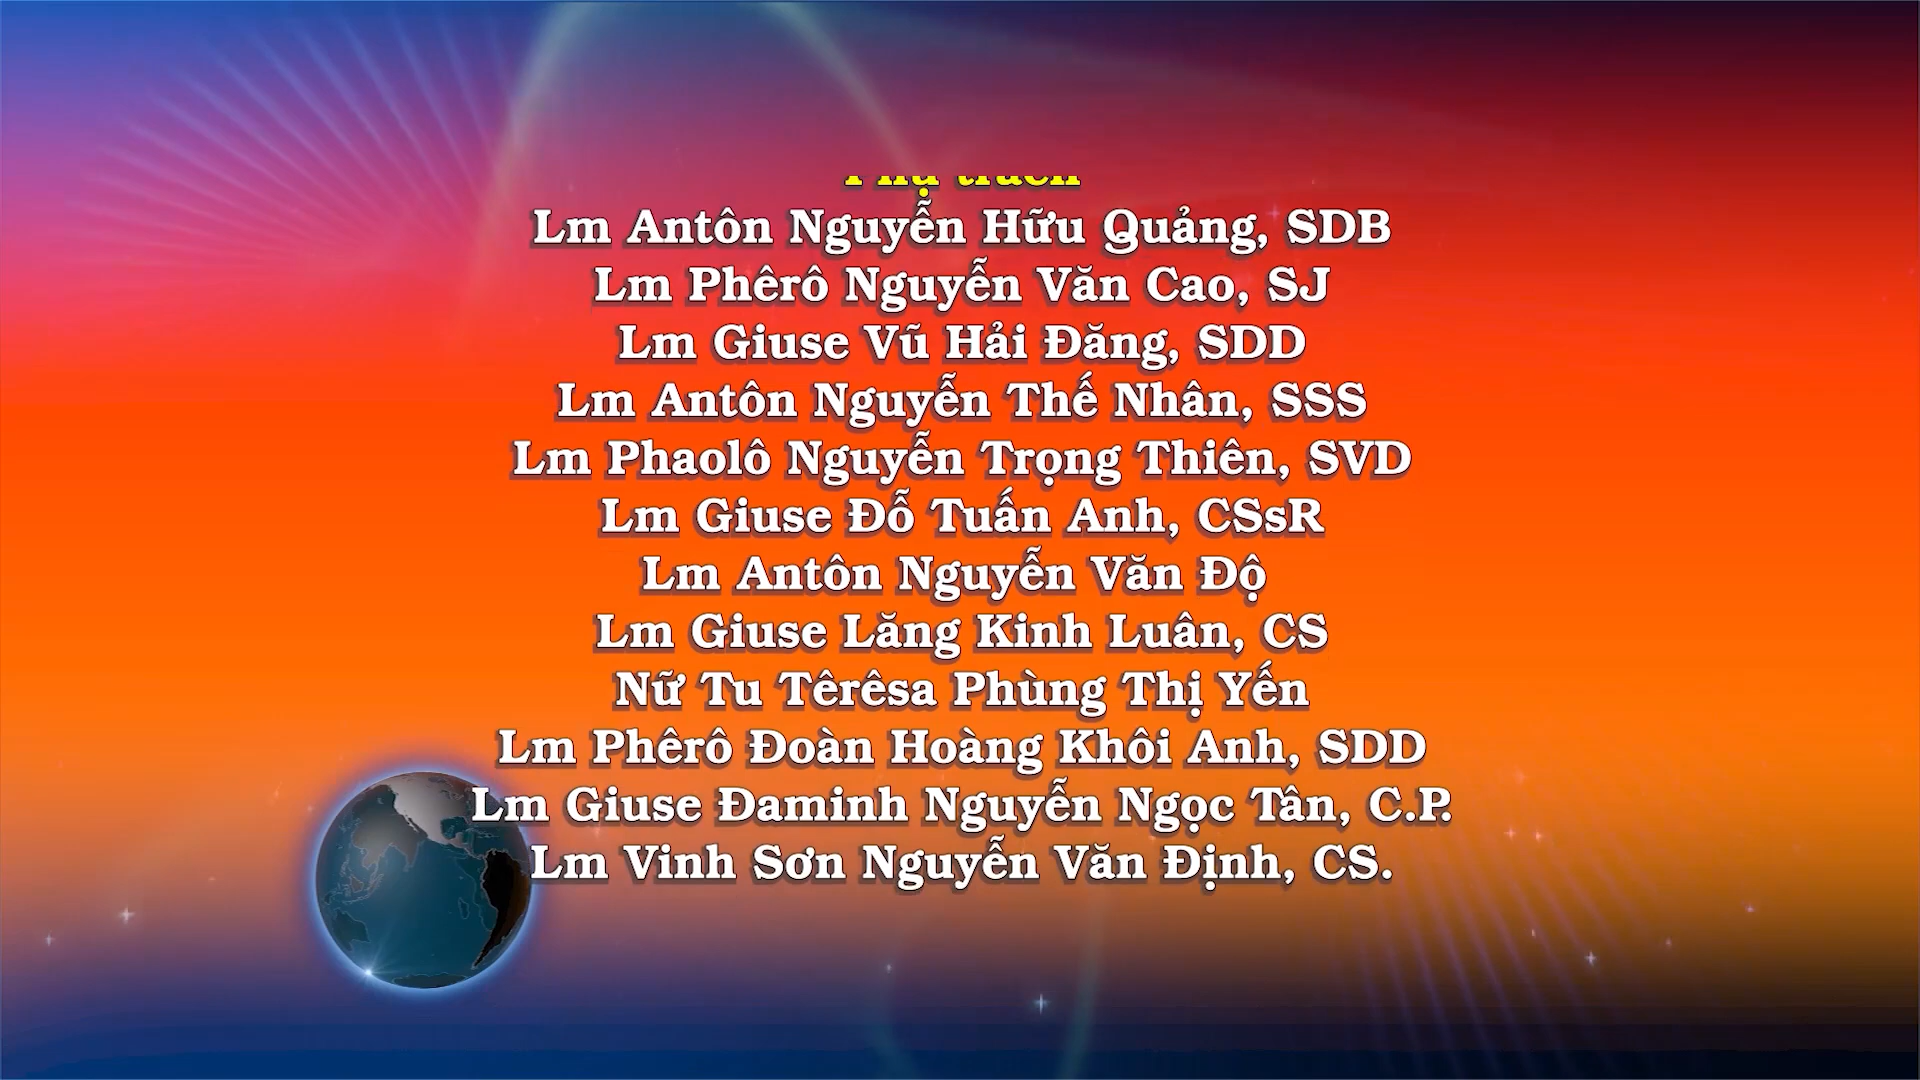 Phụ trách
Lm Antôn Nguyễn Hữu Quảng, SDB
Lm Phêrô Nguyễn Văn Cao, SJ
Lm Giuse Vũ Hải Đăng, SDD
Lm Antôn Nguyễn Thế Nhân, SSS
Lm Phaolô Nguyễn Trọng Thiên, SVD
Lm Giuse Đỗ Tuấn Anh, CSsR
Lm Antôn Nguyễn Văn Độ
Lm Giuse Lăng Kinh Luân, CS
Nữ Tu Têrêsa Phùng Thị Yến
Lm Phêrô Đoàn Hoàng Khôi Anh, SDD
Lm Giuse Đaminh Nguyễn Ngọc Tân, C.P.
Lm Vinh Sơn Nguyễn Văn Định, CS.